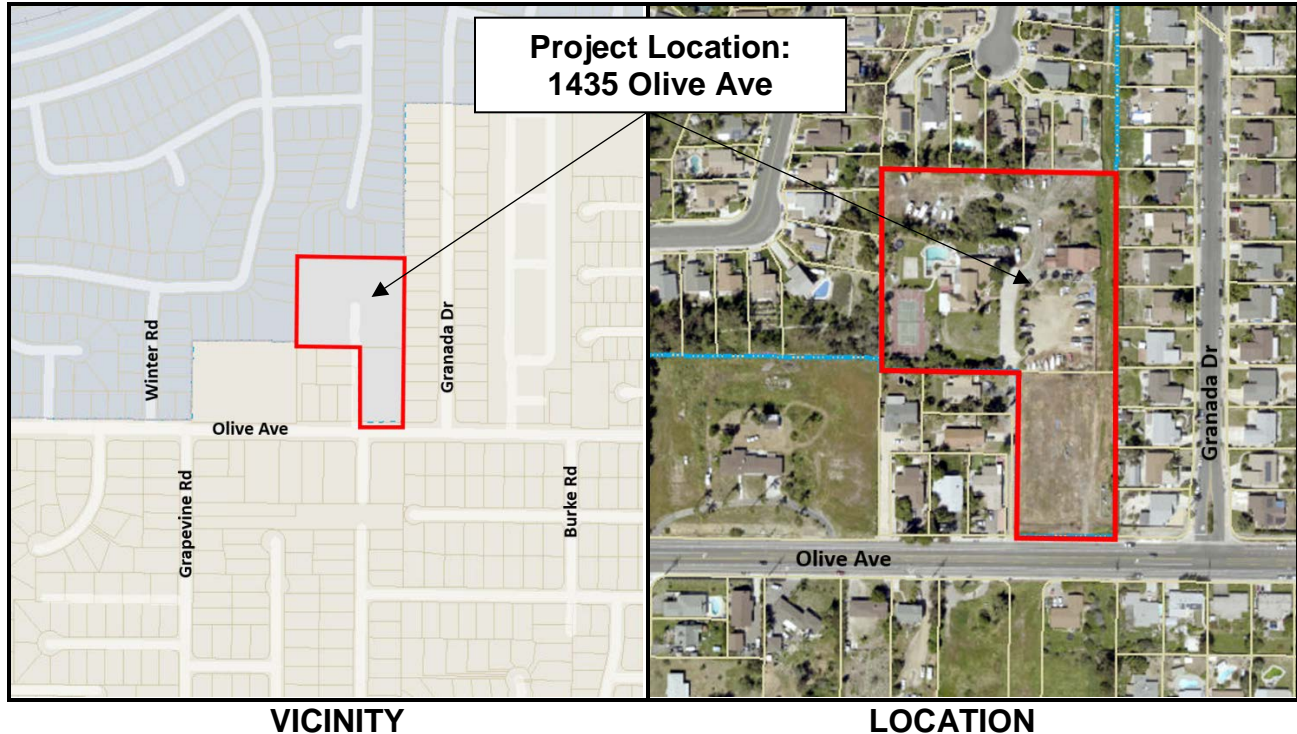 Project Location:
1435 Olive Ave
Winter Rd
Granada Dr
Olive Ave
Grapevine Rd
Burke Rd
Granada Dr
Olive Ave
VICINITY
LOCATION